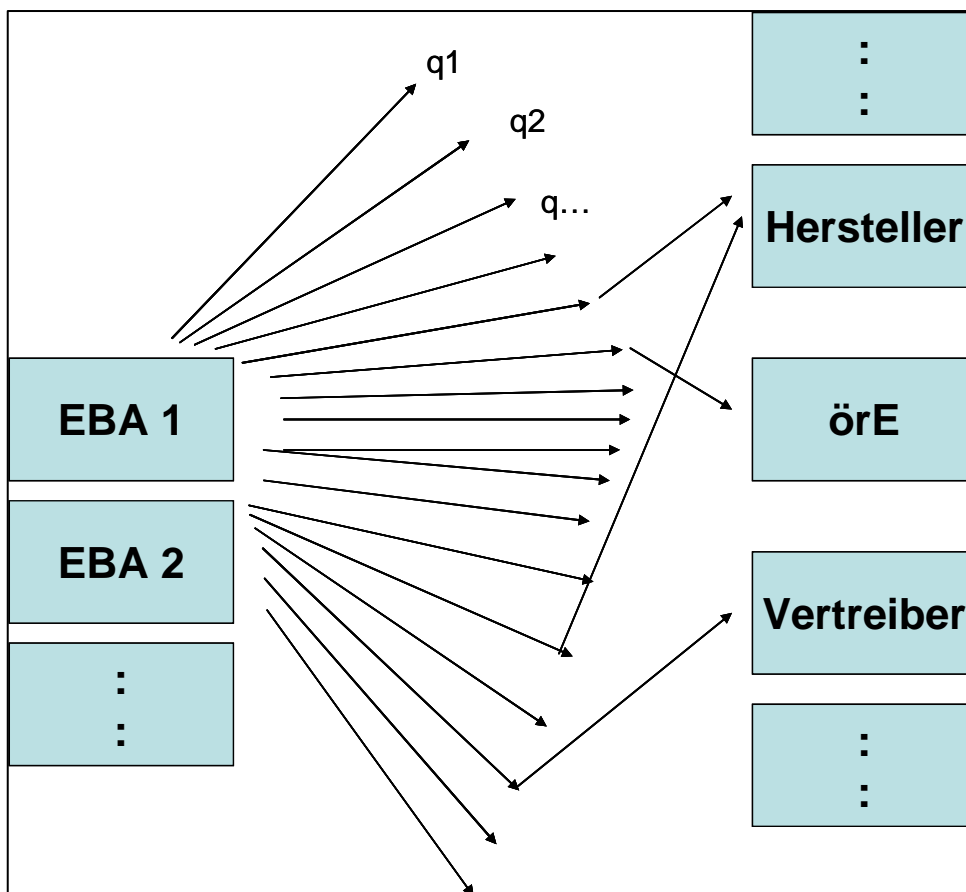 q1
q2
q…
:
:
Hersteller
EBA 1
örE
EBA 2
Vertreiber
:
:
:
: